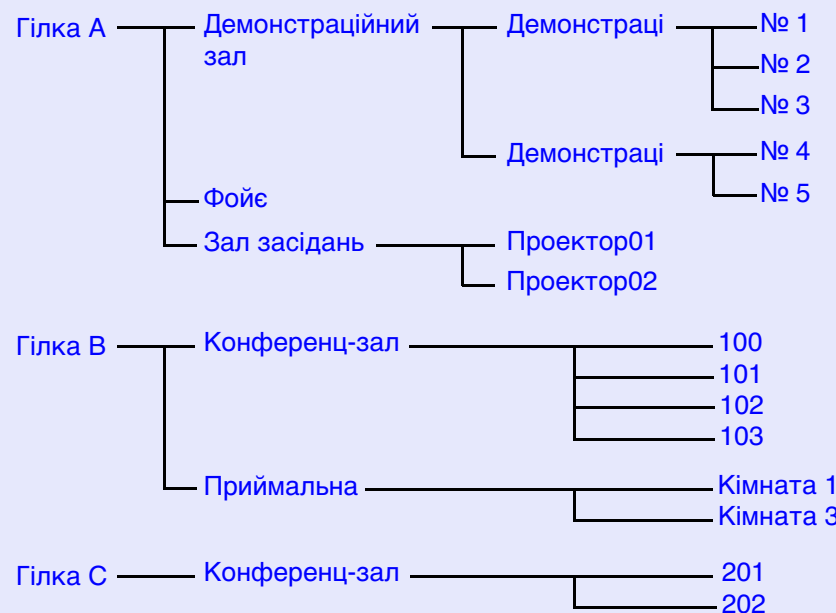 Гілка A
Демонстраційний
зал
Демонстраці
№ 1
№ 2
№ 3
Демонстраці
№ 4
№ 5
Фойє
Зал засідань
Проектор01
Проектор02
Гілка B
Конференц-зал
100
101
102
103
Приймальна
Кімната 1
Кімната 3
Гілка C
Конференц-зал
201
202